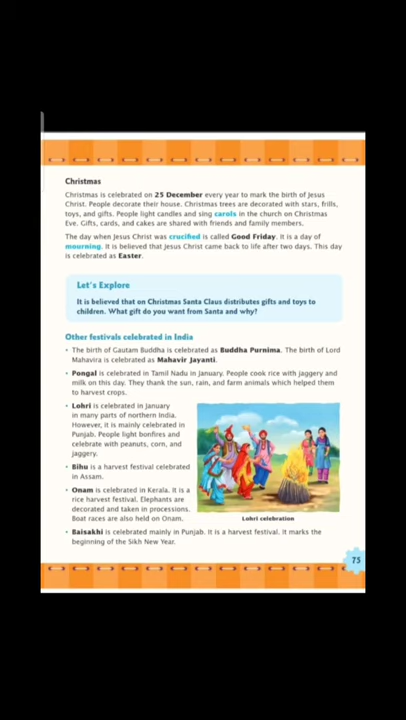 Christmas
Christmas is celebrated on 25 December every year to mark the birth of Jesus
Christ. People decorate their house. Christmas trees are decorated with stars, frills,
toys, and gifts. People light candles and sing carols in the church on Christmas
Eve. Gifts, cards, and cakes are shared with friends and family members.
The day when Jesus Christ was crucified is called Good Friday. It is a day of
mourning. It is believed that Jesus Christ came back to life after two days. This day
is celebrated as Easter.
Let's Explore
It is believed that on Christmas Santa Claus distributes gifts and toys to
children. What gift do you want from Santa and why?
Other festivals celebrated in India
• The birth of Gautam Buddha is celebrated as Buddha Purnima. The birth of Lord
Mahavira is celebrated as Mahavir Jayanti.
• Pongal is celebrated in Tamil Nadu in January. People cook rice with Jaggery and
milk on this day. They thank the sun, rain, and farm animals which helped them
to harvest crops.
• Lohri is celebrated in January
in many parts of northern India.
However, it is mainly celebrated in
Punjab. People light bonfires and
celebrate with peanuts, corn, and
jaggery.
• Bihu is a harvest festival celebrated
in Assam.
• Onam is celebrated in Kerala. It is a
rice harvest festival. Elephants are
decorated and taken in processions.
Boat races are also held on Onam.
Lohri celebration
• Baisakhi is celebrated mainly in Punjab. It is a harvest festival. It marks the
beginning of the Sikh New Year.
75